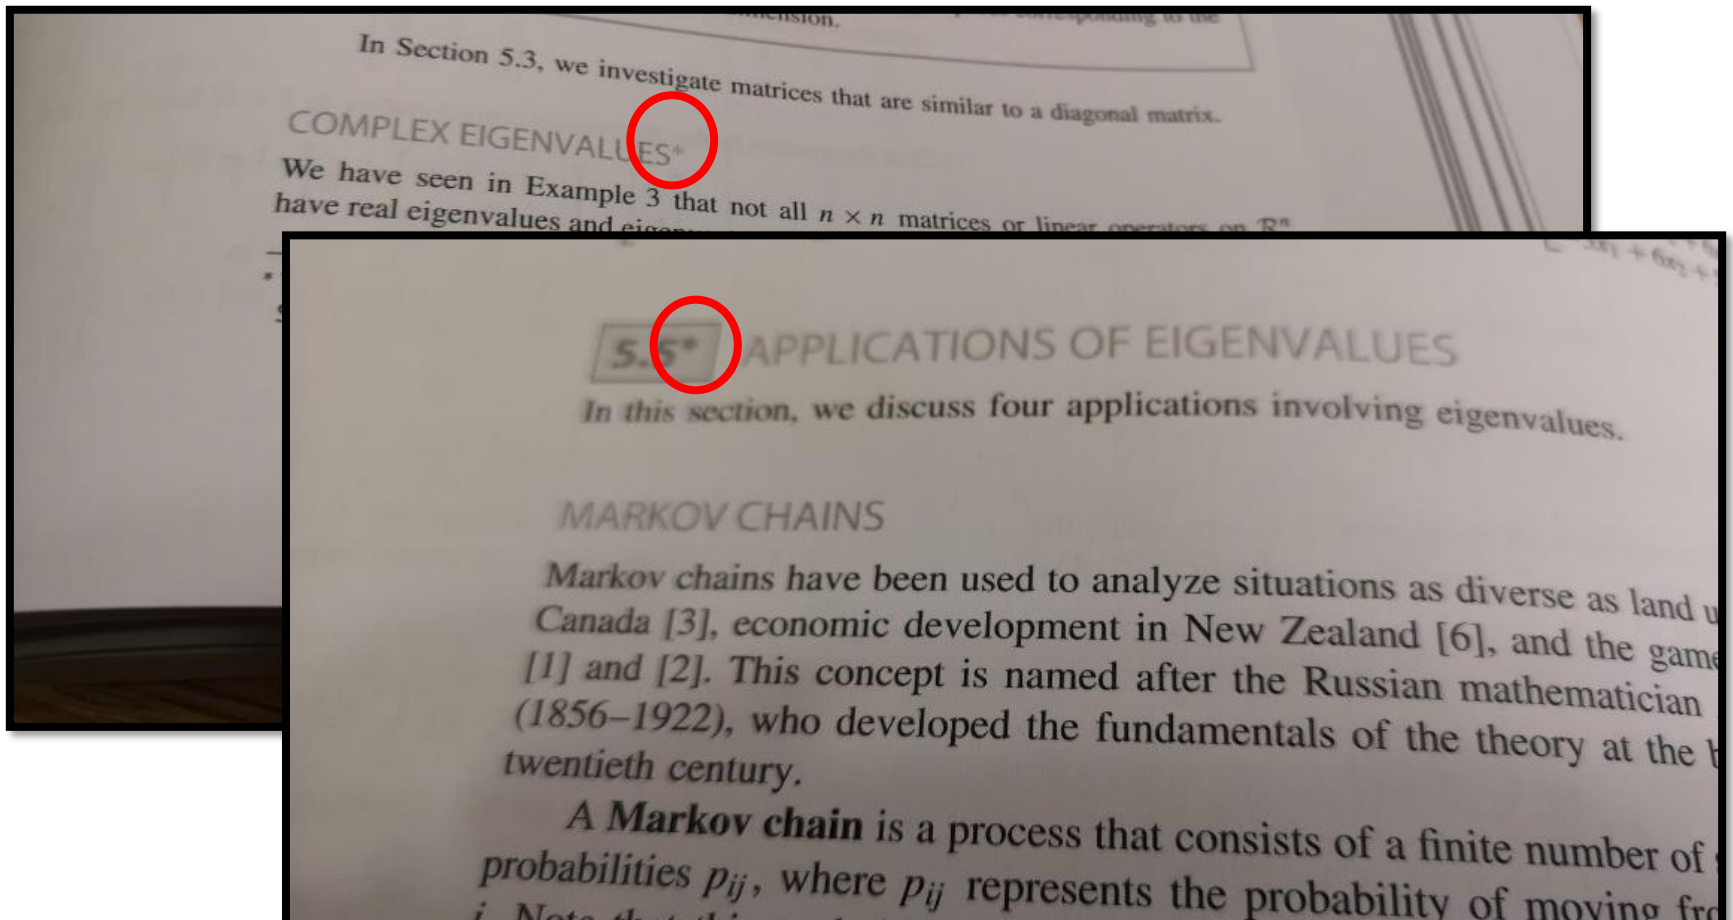 In Section 5.3, we investigate matrices that are similar to a diagonal matrix.
COMPLEX EIGENVALUES*
We have seen in Example 3 that not all n × n matrices or linear operators on Rⁿ
have real eigenvalues and
*
5.5* APPLICATIONS OF EIGENVALUES
In this section, we discuss four applications involving eigenvalues.
MARKOV CHAINS
Markov chains have been used to analyze situations as diverse as land u
Canada [3], economic development in New Zealand [6], and the game
[1] and [2]. This concept is named after the Russian mathematician
(1856–1922), who developed the fundamentals of the theory at the b
twentieth century.
A Markov chain is a process that consists of a finite number of
probabilities pij, where pij represents the probability of moving fro